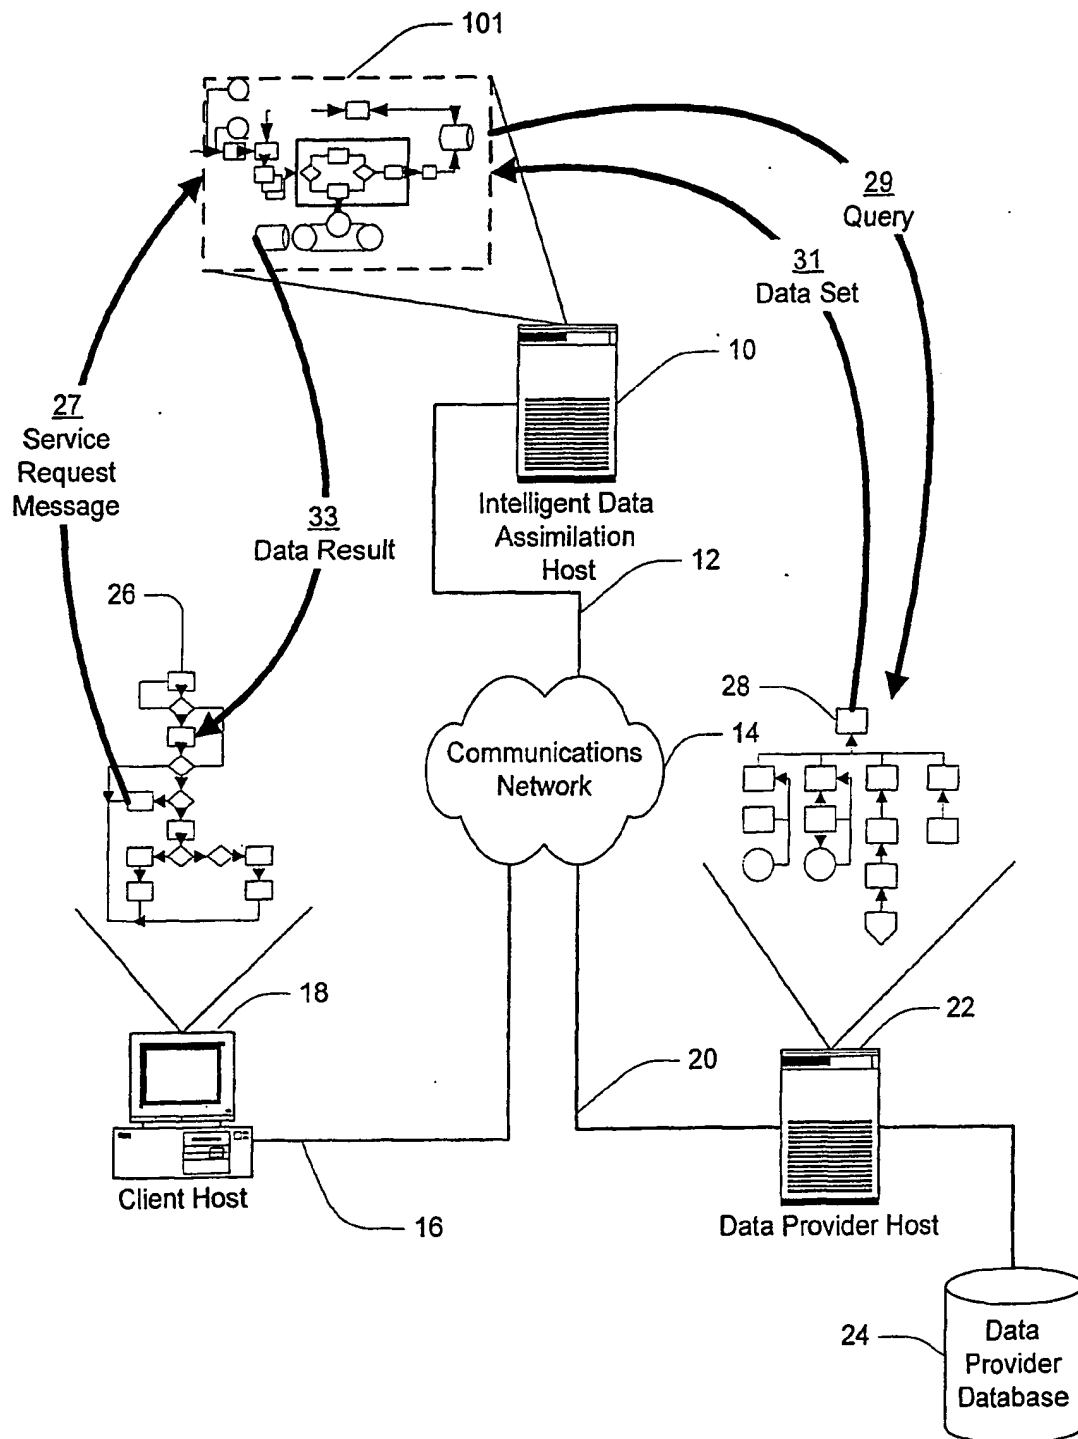 101
29
Query
31
Data Set
10
27
Service
Request
Message
33
Data Result
Intelligent Data
Assimilation
Host
12
26
28
14
Communications
Network
18
22
20
Client Host
16
Data Provider Host
24
Data
Provider
Database